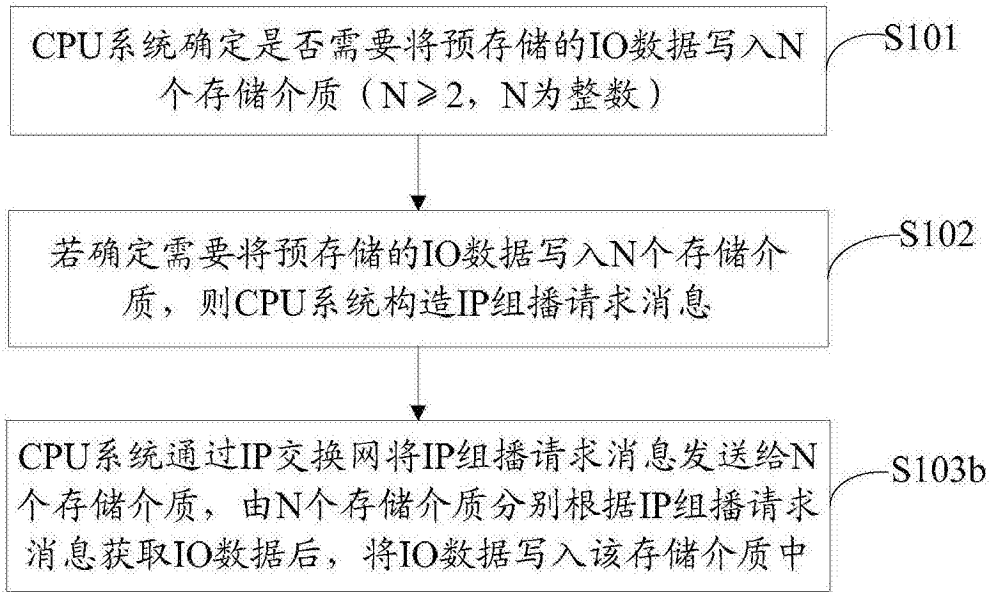 CPU系统确定是否需要将预存储的IO数据写入N
个存储介质（N≥2，N为整数）
S101
若确定需要将预存储的IO数据写入N个存储介
质，则CPU系统构造IP组播请求消息
S102
CPU系统通过IP交换网将IP组播请求消息发送给N
个存储介质，由N个存储介质分别根据IP组播请求
消息获取IO数据后，将IO数据写入该存储介质中
S103b